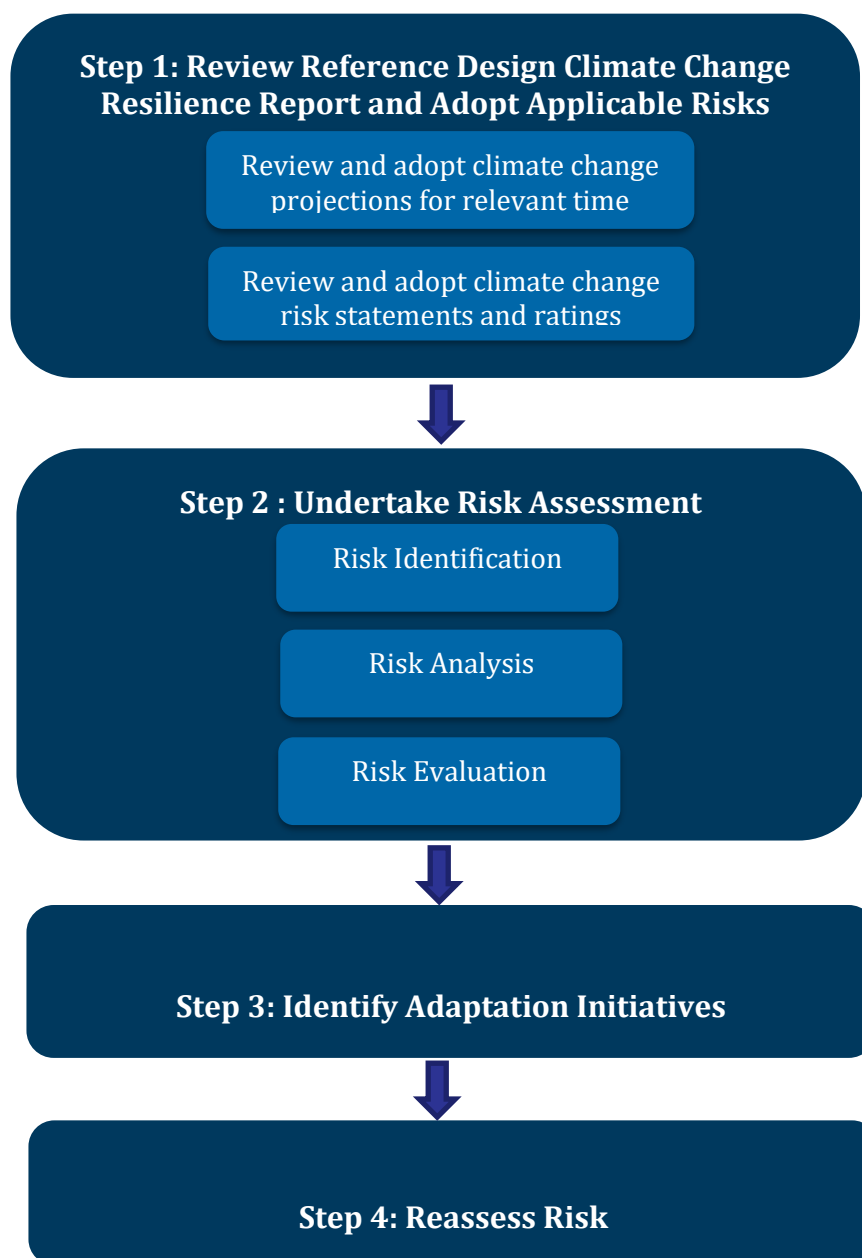 Step 1: Review Reference Design Climate Change
Resilience Report and Adopt Applicable Risks
Review and adopt climate change
projections for relevant time
Review and adopt climate change
risk statements and ratings
Step 2 : Undertake Risk Assessment
Risk Identification
Risk Analysis
Risk Evaluation
Step 3: Identify Adaptation Initiatives
Step 4: Reassess Risk